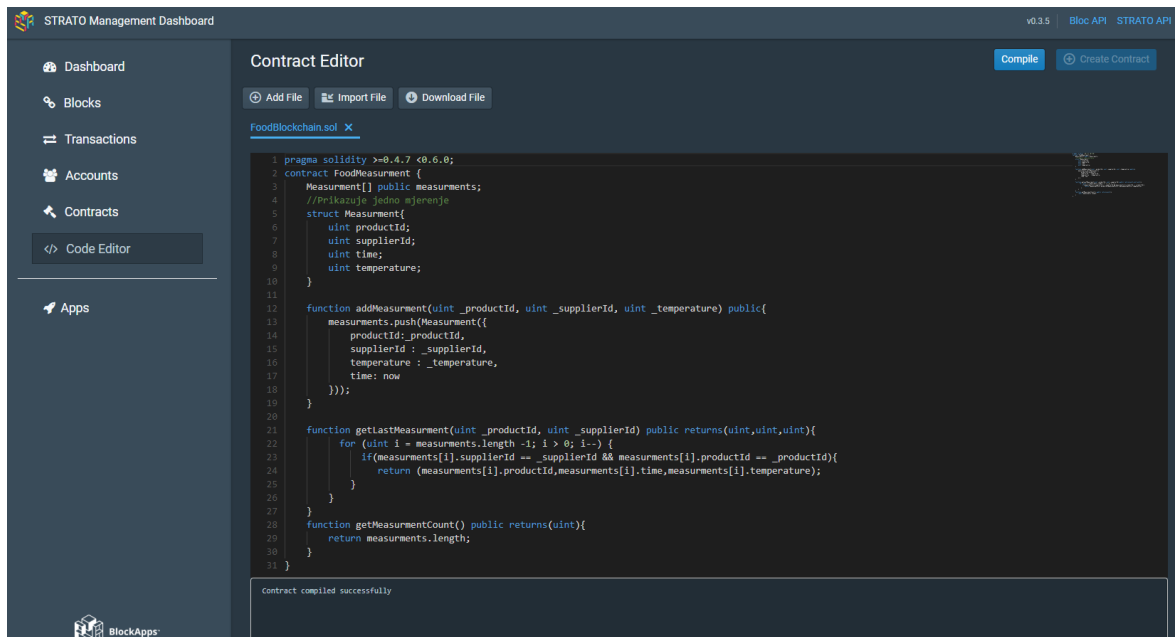 STRATO Management Dashboard
v0.3.5
Bloc API
STRATO API
Dashboard
Blocks
Transactions
Accounts
Contracts
</> Code Editor
Apps
BlockApps
Contract Editor
Compile
Create Contract
Add File
Import File
Download File
FoodBlockchain.sol X
1 pragma solidity >=0.4.7 <0.6.0;
2 contract FoodMeasurment {
3 Measurment[] public measurments;
4 //Prikazuje jedno mjerenje
5 struct Measurment{
6 uint productId;
7 uint supplierId;
8 uint time;
9 uint temperature;
10 }
11
12 function addMeasurment(uint _productId, uint _supplierId, uint _temperature) public{
13 measurments.push(Measurment({
14 productId:_productId,
15 supplierId : _supplierId,
16 temperature : _temperature,
17 time: now
18 }));
19 }
20
21 function getLastMeasurment(uint _productId, uint _supplierId) public returns(uint,uint,uint){
22 for (uint i = measurments.length -1; i > 0; i--) {
23 if(measurments[i].supplierId == _supplierId && measurments[i].productId == _productId){
24 return (measurments[i].productId,measurments[i].time,measurments[i].temperature);
25 }
26 }
27 }
28 function getMeasurmentCount() public returns(uint){
29 return measurments.length;
30 }
31 }
Contract compiled successfully